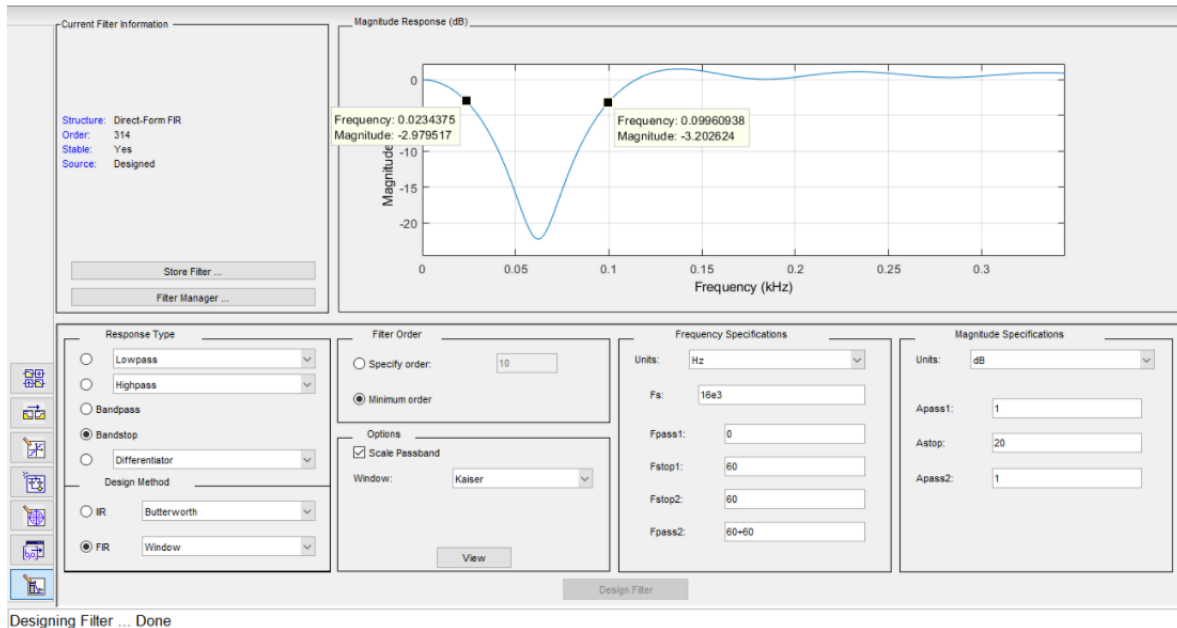 Current Filter Information
Structure: Direct-Form FIR
Order: 314
Stable: Yes
Source: Designed
Store Filter ...
Filter Manager ...
Magnitude Response (dB)
0
Frequency: 0.0234375
Magnitude: -2.979517
Frequency: 0.09960938
Magnitude: -3.202624
-10
-15
-20
Magnitude
0 0.05 0.1 0.15 0.2 0.25 0.3
Frequency (kHz)
Response Type
Lowpass
Highpass
Bandpass
Bandstop
Differentiator
Design Method
IIR Butterworth
FIR Window
Filter Order
Specify order: 10
Minimum order
Options
Scale Passband
Window: Kaiser
View
Frequency Specifications
Units: Hz
Fs: 16e3
Fpass1: 0
Fstop1: 60
Fstop2: 60
Fpass2: 60+60
Magnitude Specifications
Units: dB
Apass1: 1
Astop: 20
Apass2: 1
Design Filter
Designing Filter ... Done